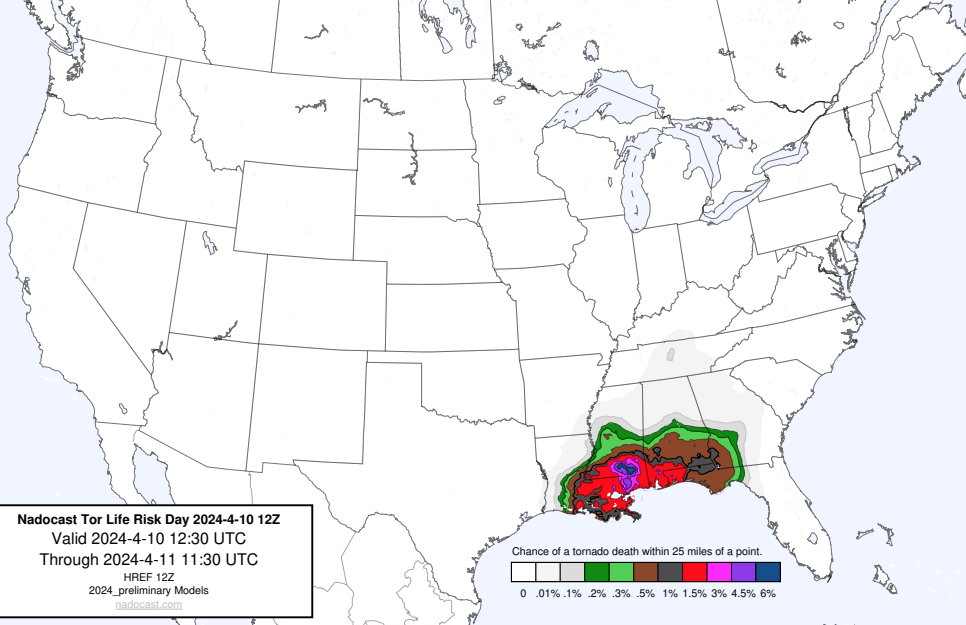 Nadocast Tor Life Risk Day 2024-4-10 12Z
Valid 2024-4-10 12:30 UTC
Through 2024-4-11 11:30 UTC
HREF 12Z
2024_preliminary Models
nadocast.com
Chance of a tornado death within 25 miles of a point.
0 .01% .1% .2% .3% .5% 1% 1.5% 3% 4.5% 6%